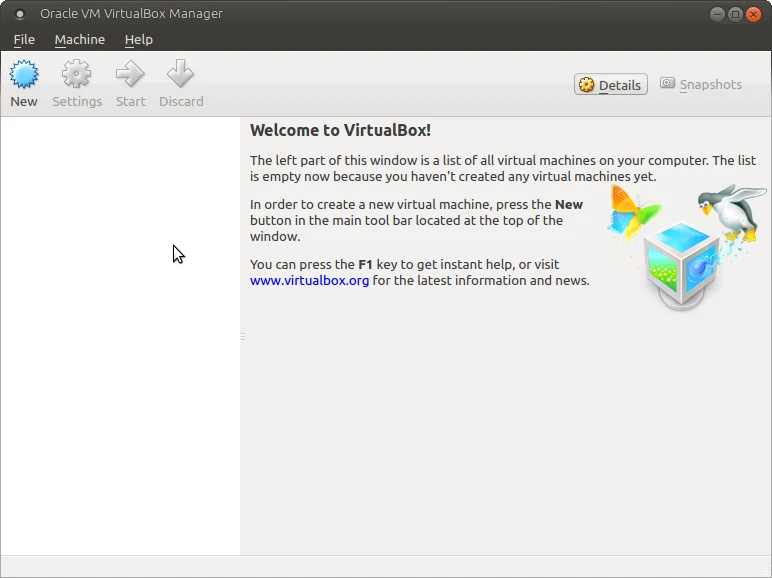 Oracle VM VirtualBox Manager
File Machine Help
New Settings Start Discard Details Snapshots
Welcome to VirtualBox!
The left part of this window is a list of all virtual machines on your computer. The list
is empty now because you haven't created any virtual machines yet.
In order to create a new virtual machine, press the New
button in the main tool bar located at the top of the
window.
You can press the F1 key to get instant help, or visit
www.virtualbox.org for the latest information and news.